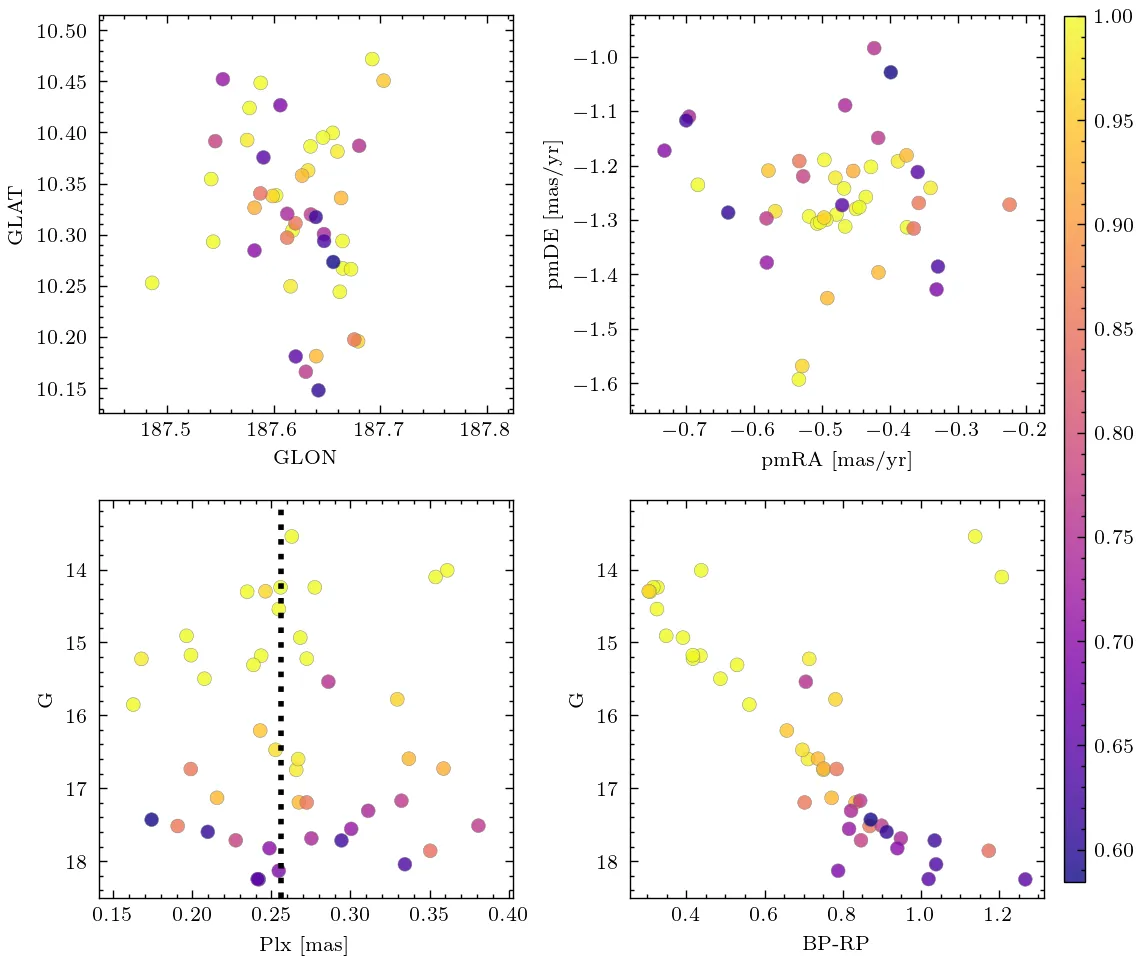 10.50
10.45
10.40
10.35
10.30
10.25
10.20
10.15
GLAT
187.5 187.6 187.7 187.8
GLON
−1.0
−1.1
−1.2
−1.3
−1.4
−1.5
−1.6
pmDE [mas/yr]
−0.7 −0.6 −0.5 −0.4 −0.3 −0.2
pmRA [mas/yr]
14
15
16
17
18
G
0.15 0.20 0.25 0.30 0.35 0.40
Plx [mas]
14
15
16
17
18
G
0.4 0.6 0.8 1.0 1.2
BP-RP
1.00
0.95
0.90
0.85
0.80
0.75
0.70
0.65
0.60